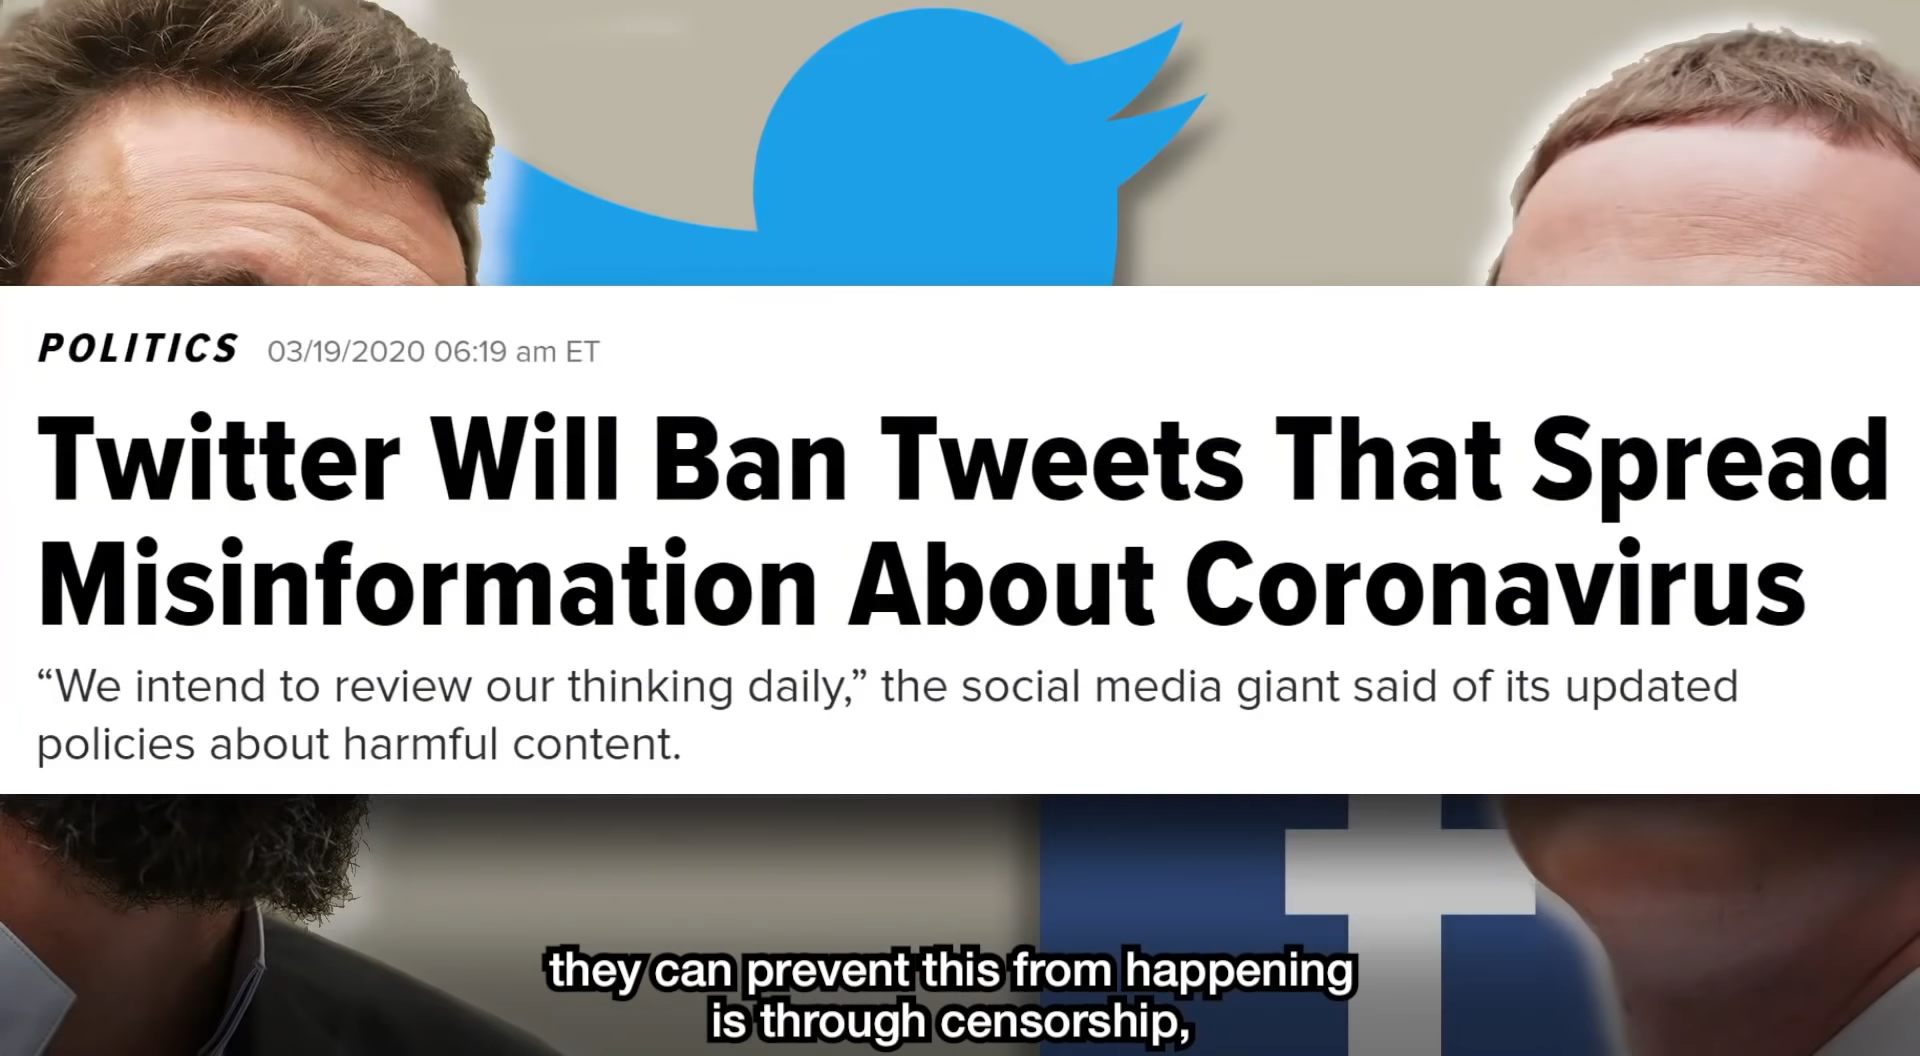 POLITICS 03/19/2020 06:19 am ET
Twitter Will Ban Tweets That Spread
Misinformation About Coronavirus
“We intend to review our thinking daily,” the social media giant said of its updated
policies about harmful content.
they can prevent this from happening
is through censorship,